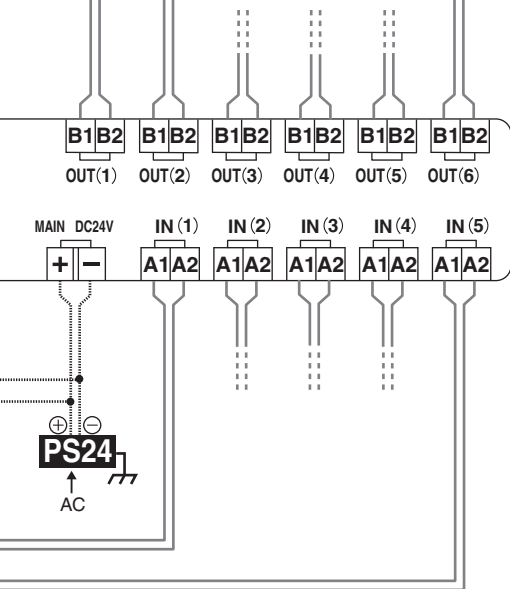 B1 B2 B1 B2 B1 B2 B1 B2 B1 B2 B1 B2
OUT(1) OUT(2) OUT(3) OUT(4) OUT(5) OUT(6)
MAIN DC24V IN (1) IN (2) IN (3) IN (4) IN (5)
+ − A1 A2 A1 A2 A1 A2 A1 A2 A1 A2
⊕ ⊖
PS24
AC